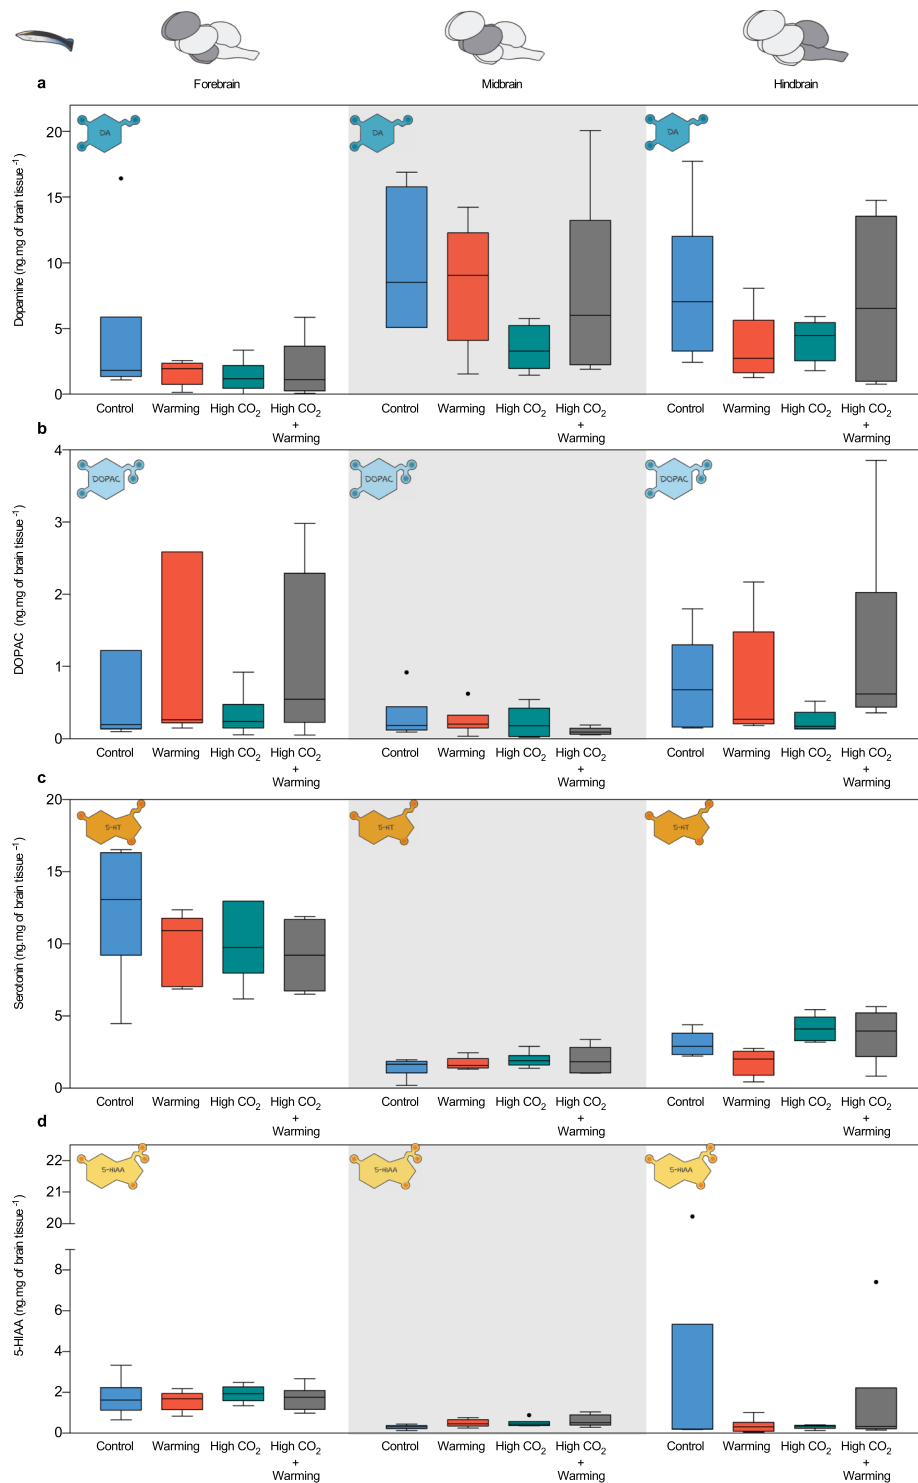 Forebrain Midbrain Hindbrain
a
Dopamine (ng.mg of brain tissue -1)
DA DA DA
20
15
10
5
0
Control Warming High CO2 High CO2 + Warming Control Warming High CO2 High CO2 + Warming Control Warming High CO2 High CO2 + Warming
b
DOPAC (ng.mg of brain tissue -1)
DOPAC DOPAC DOPAC
4
3
2
1
0
Control Warming High CO2 High CO2 + Warming Control Warming High CO2 High CO2 + Warming Control Warming High CO2 High CO2 + Warming
c
Serotonin (ng.mg of brain tissue -1)
5-HT 5-HT 5-HT
20
15
10
5
0
Control Warming High CO2 High CO2 + Warming Control Warming High CO2 High CO2 + Warming Control Warming High CO2 High CO2 + Warming
d
5-HIAA (ng.mg of brain tissue -1)
5-HIAA 5-HIAA 5-HIAA
22
21
20
8
6
4
2
0
Control Warming High CO2 High CO2 + Warming Control Warming High CO2 High CO2 + Warming Control Warming High CO2 High CO2 + Warming